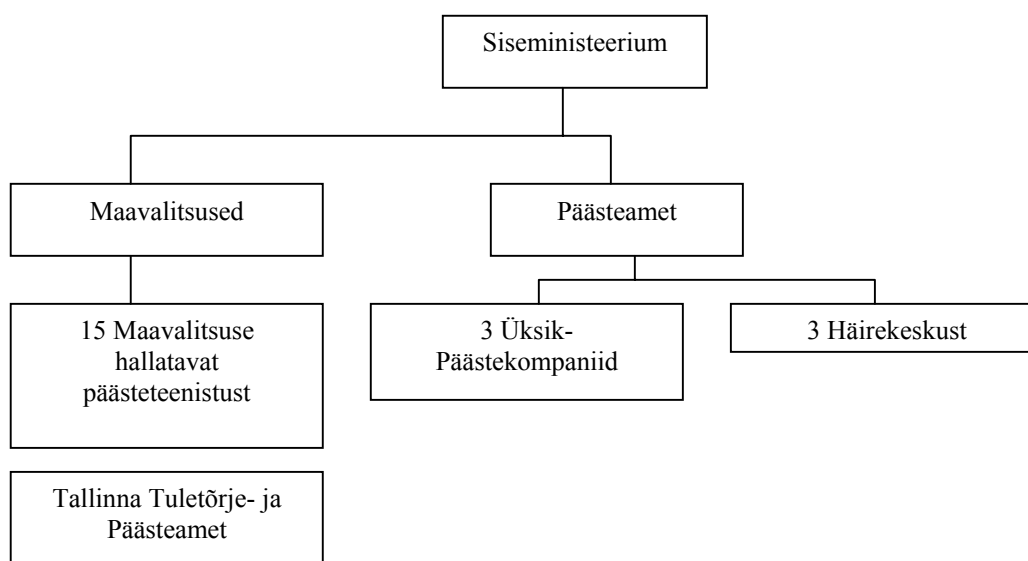 Siseministeerium
Maavalitsused
Päästeamet
15 Maavalitsuse
hallatavat
päästeteenistust
3 Üksik-
Päästekompaniid
3 Häirekeskust
Tallinna Tuletõrje- ja
Päästeamet